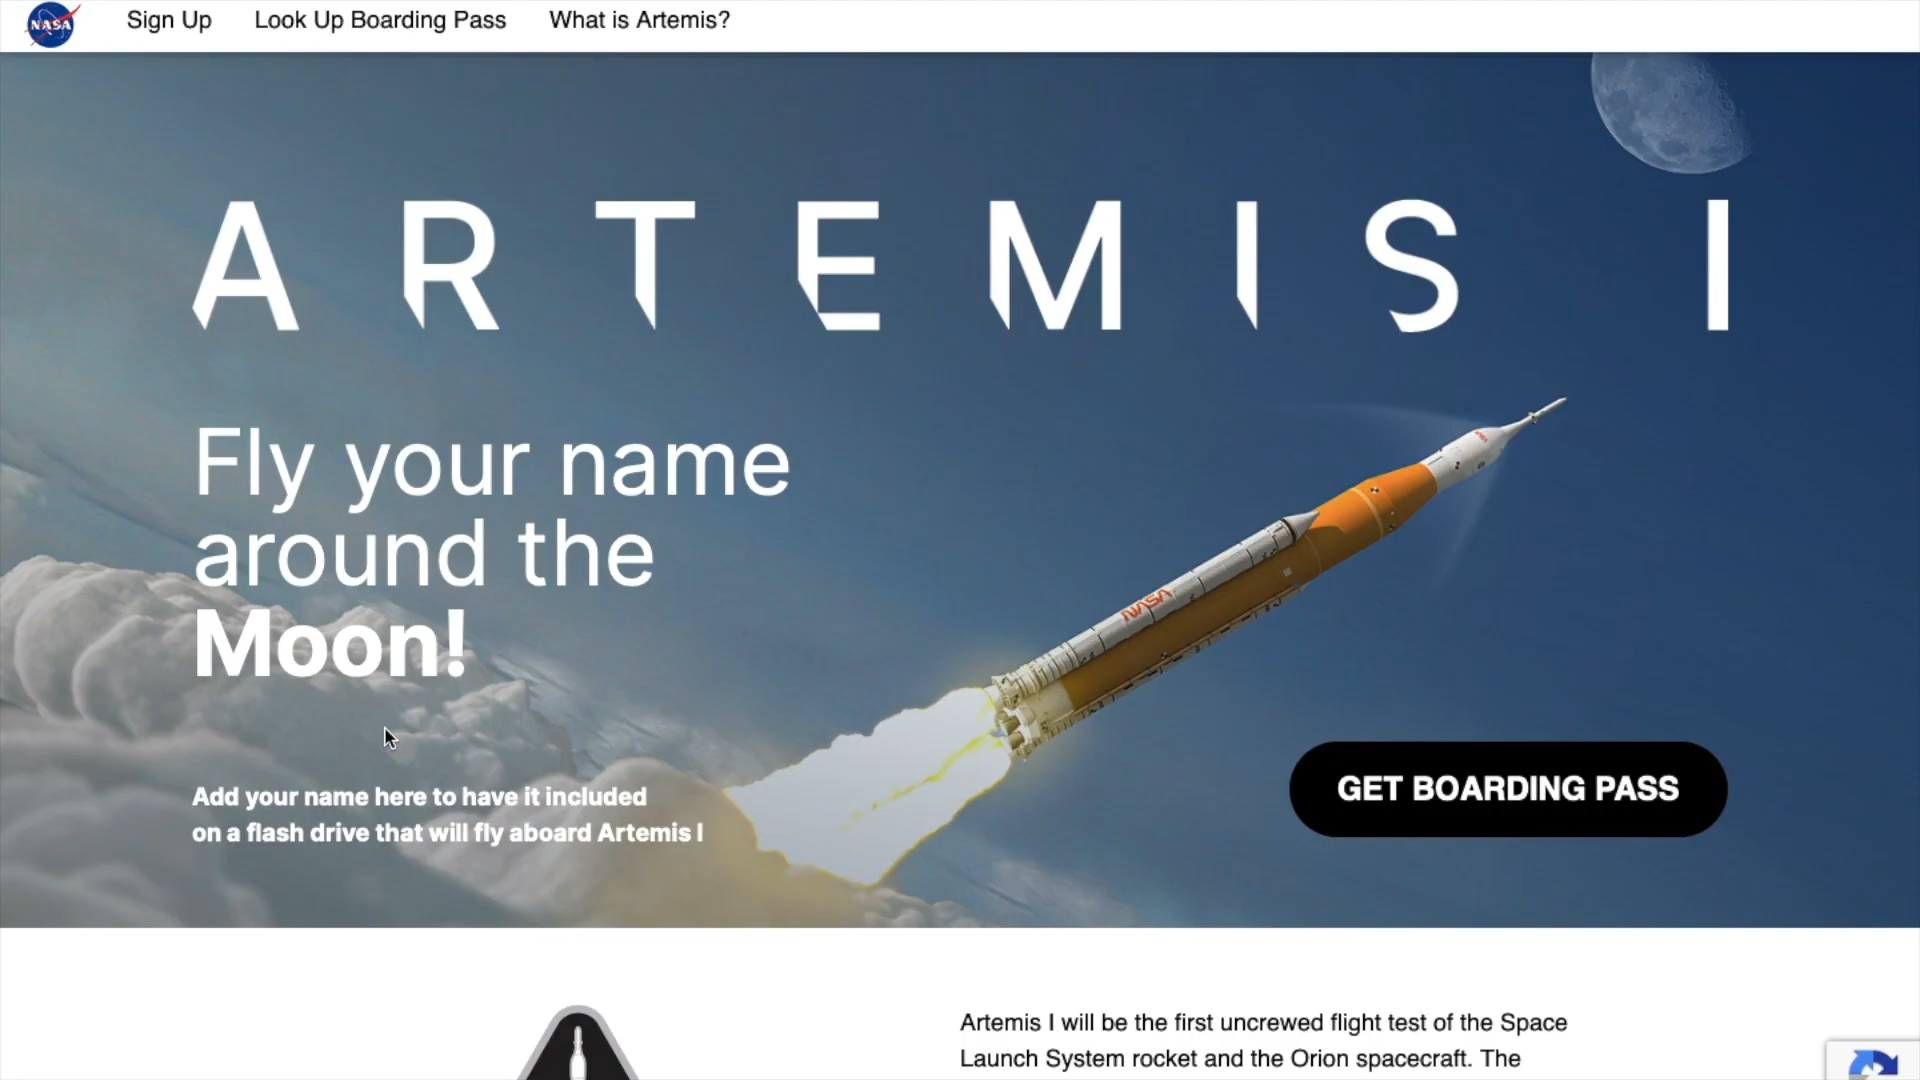 NASA
Sign Up
Look Up Boarding Pass
What is Artemis?
ARTEMIS I
Fly your name
around the
Moon!
NASA
NASA
Add your name here to have it included
on a flash drive that will fly aboard Artemis I
GET BOARDING PASS
Artemis I will be the first uncrewed flight test of the Space
Launch System rocket and the Orion spacecraft. The